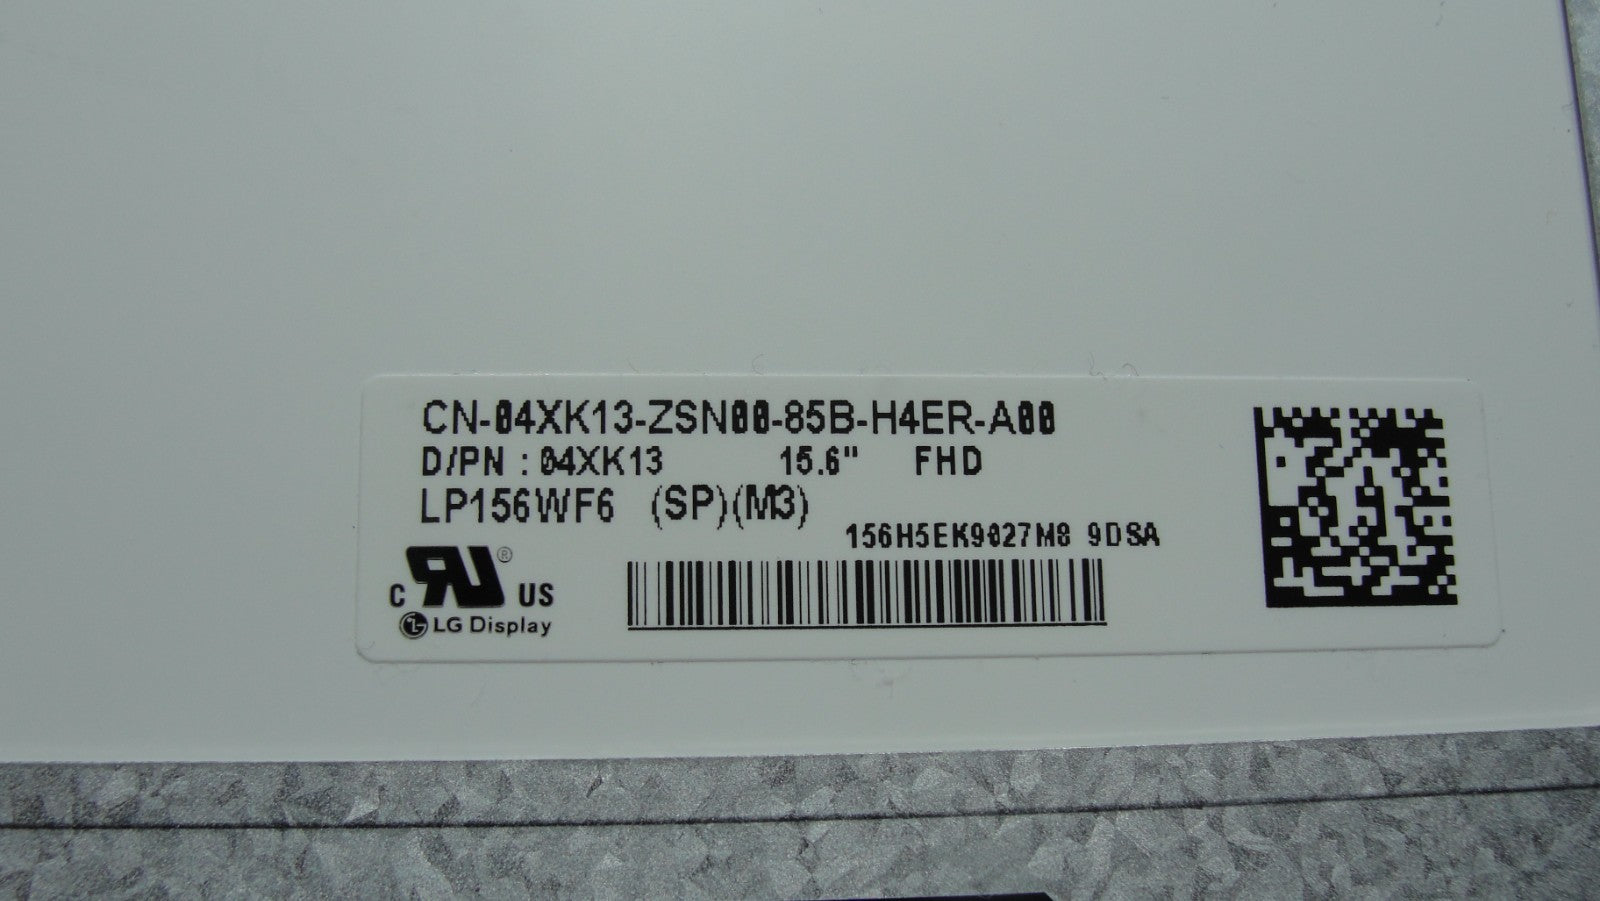 CN-04XK13-ZSN00-85B-H4ER-A00
D/PN : 04XK13 15.6" FHD
LP156WF6 (SP)(M3)
156H5EK9027M8 9DSA
C RU ® US
LG Display